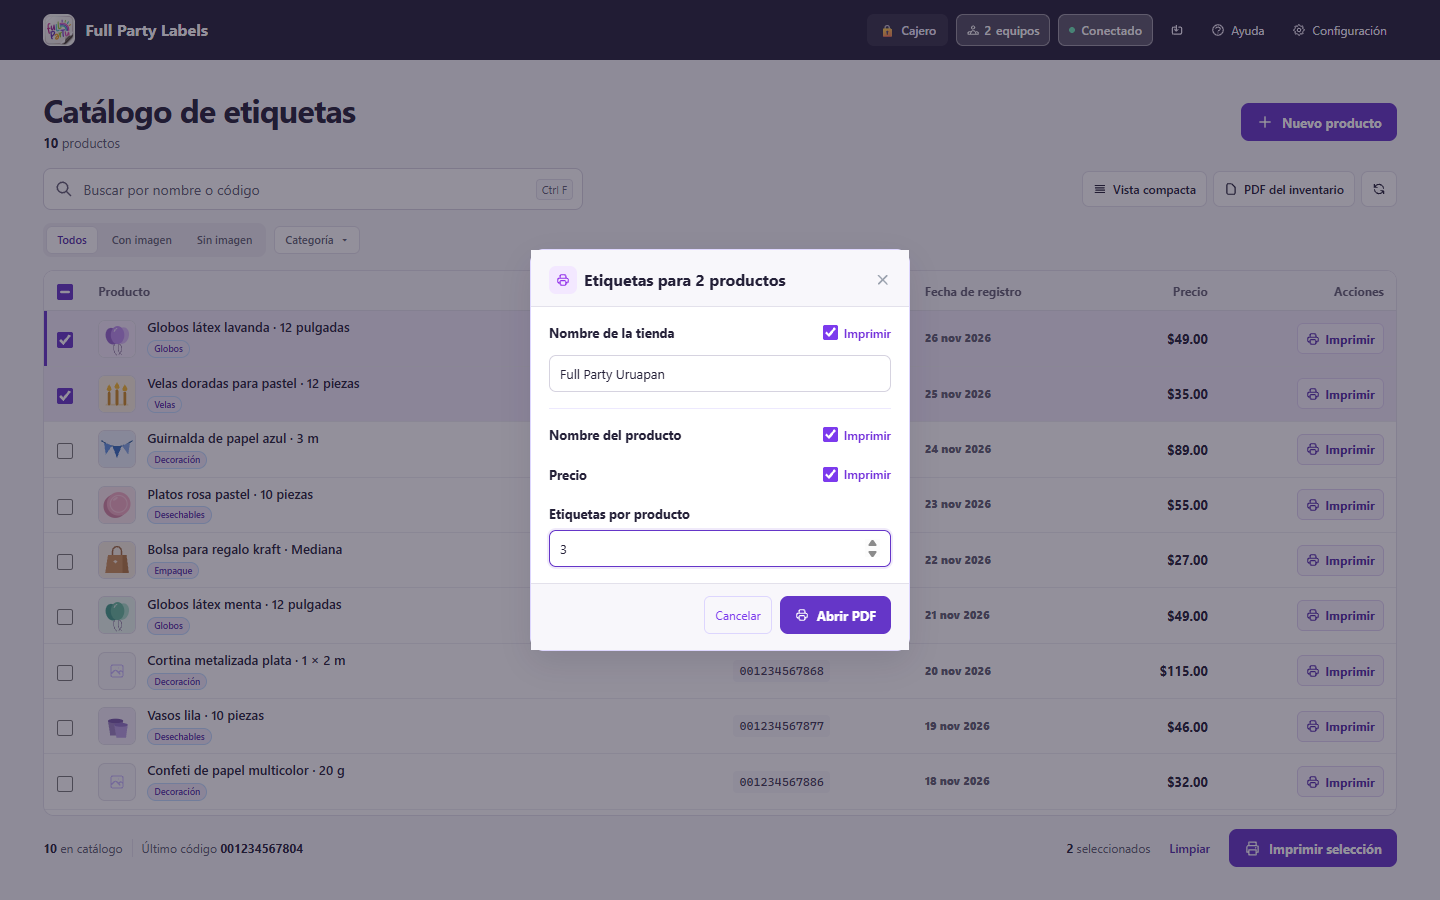 Full Party Labels
Cajero
2 equipos
Conectado
Ayuda
Configuración
Catálogo de etiquetas
10 productos
Nuevo producto
Buscar por nombre o código
Ctrl F
Vista compacta
PDF del inventario
Todos
Con imagen
Sin imagen
Categoría
Producto
Fecha de registro
Precio
Acciones
Globos látex lavanda · 12 pulgadas
Globos
26 nov 2026
$49.00
Imprimir
Velas doradas para pastel · 12 piezas
Velas
25 nov 2026
$35.00
Imprimir
Guirnalda de papel azul · 3 m
Decoración
24 nov 2026
$89.00
Imprimir
Platos rosa pastel · 10 piezas
Desechables
23 nov 2026
$55.00
Imprimir
Bolsa para regalo kraft · Mediana
Empaque
22 nov 2026
$27.00
Imprimir
Globos látex menta · 12 pulgadas
Globos
21 nov 2026
$49.00
Imprimir
Cortina metalizada plata · 1 × 2 m
Decoración
001234567868
20 nov 2026
$115.00
Imprimir
Vasos lila · 10 piezas
Desechables
001234567877
19 nov 2026
$46.00
Imprimir
Confeti de papel multicolor · 20 g
Decoración
001234567886
18 nov 2026
$32.00
Imprimir
Etiquetas para 2 productos
Nombre de la tienda
Imprimir
Full Party Uruapan
Nombre del producto
Imprimir
Precio
Imprimir
Etiquetas por producto
3
Cancelar
Abrir PDF
10 en catálogo
Último código 001234567804
2 seleccionados
Limpiar
Imprimir selección